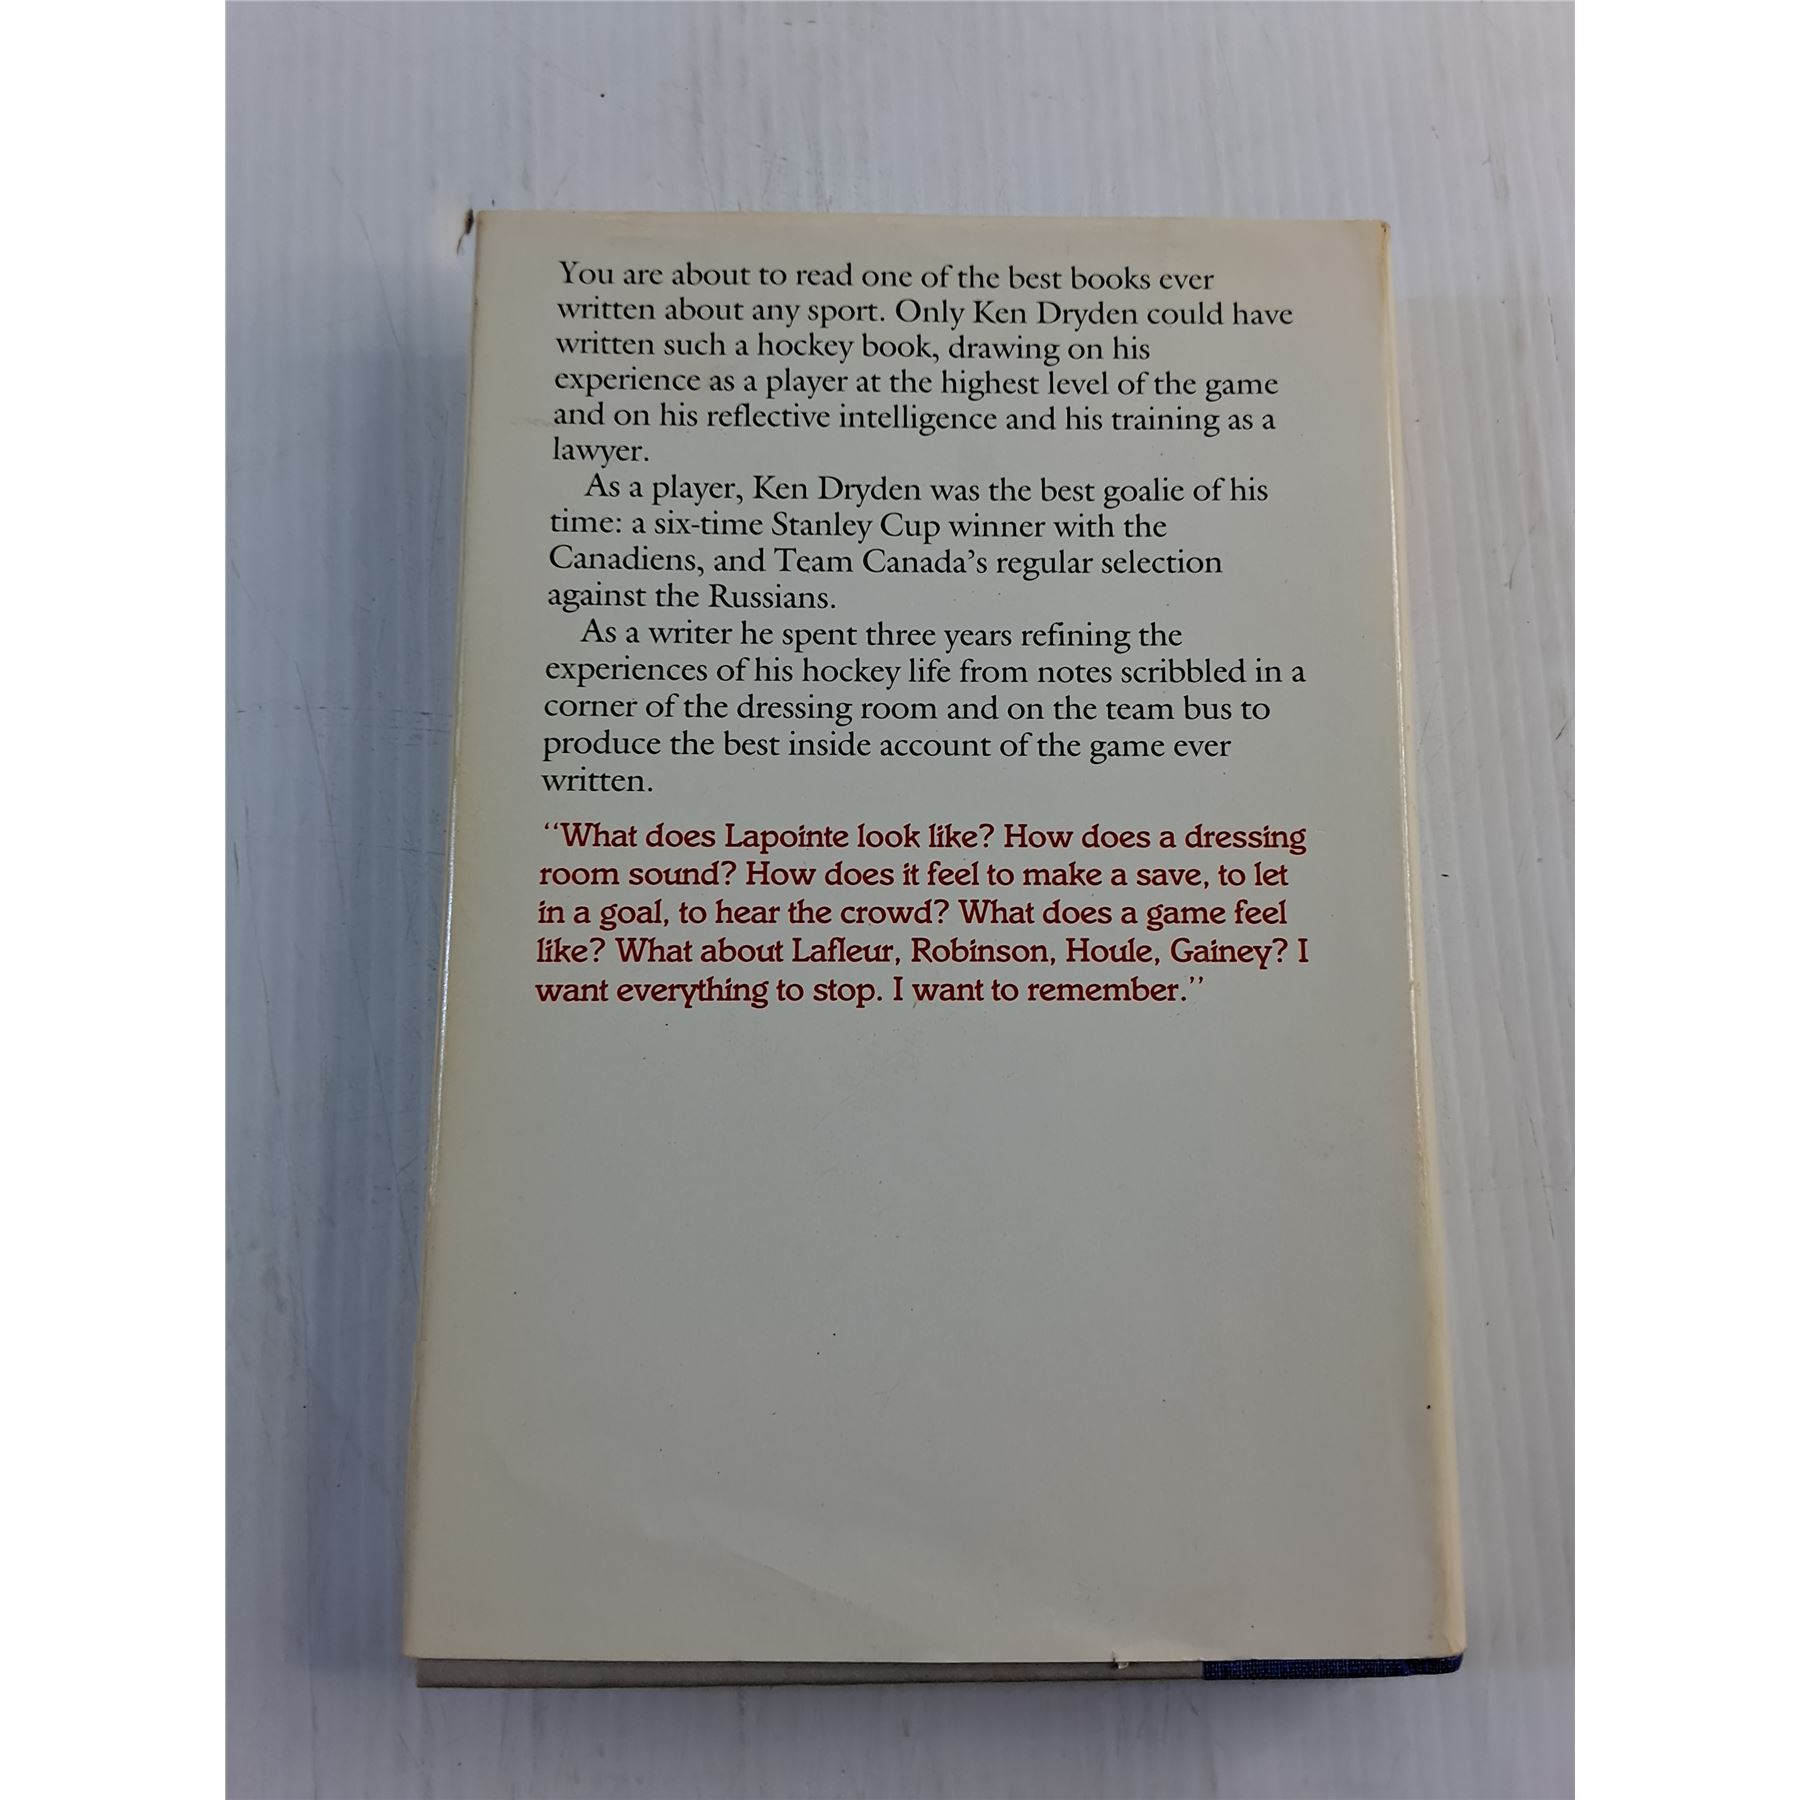 You are about to read one of the best books ever
written about any sport. Only Ken Dryden could have
written such a hockey book, drawing on his
experience as a player at the highest level of the game
and on his reflective intelligence and his training as a
lawyer.
As a player, Ken Dryden was the best goalie of his
time: a six-time Stanley Cup winner with the
Canadiens, and Team Canada's regular selection
against the Russians.
As a writer he spent three years refining the
experiences of his hockey life from notes scribbled in a
corner of the dressing room and on the team bus to
produce the best inside account of the game ever
written.
‘‘What does Lapointe look like? How does a dressing
room sound? How does it feel to make a save, to let
in a goal, to hear the crowd? What does a game feel
like? What about Lafleur, Robinson, Houle, Gainey? I
want everything to stop. I want to remember.’’